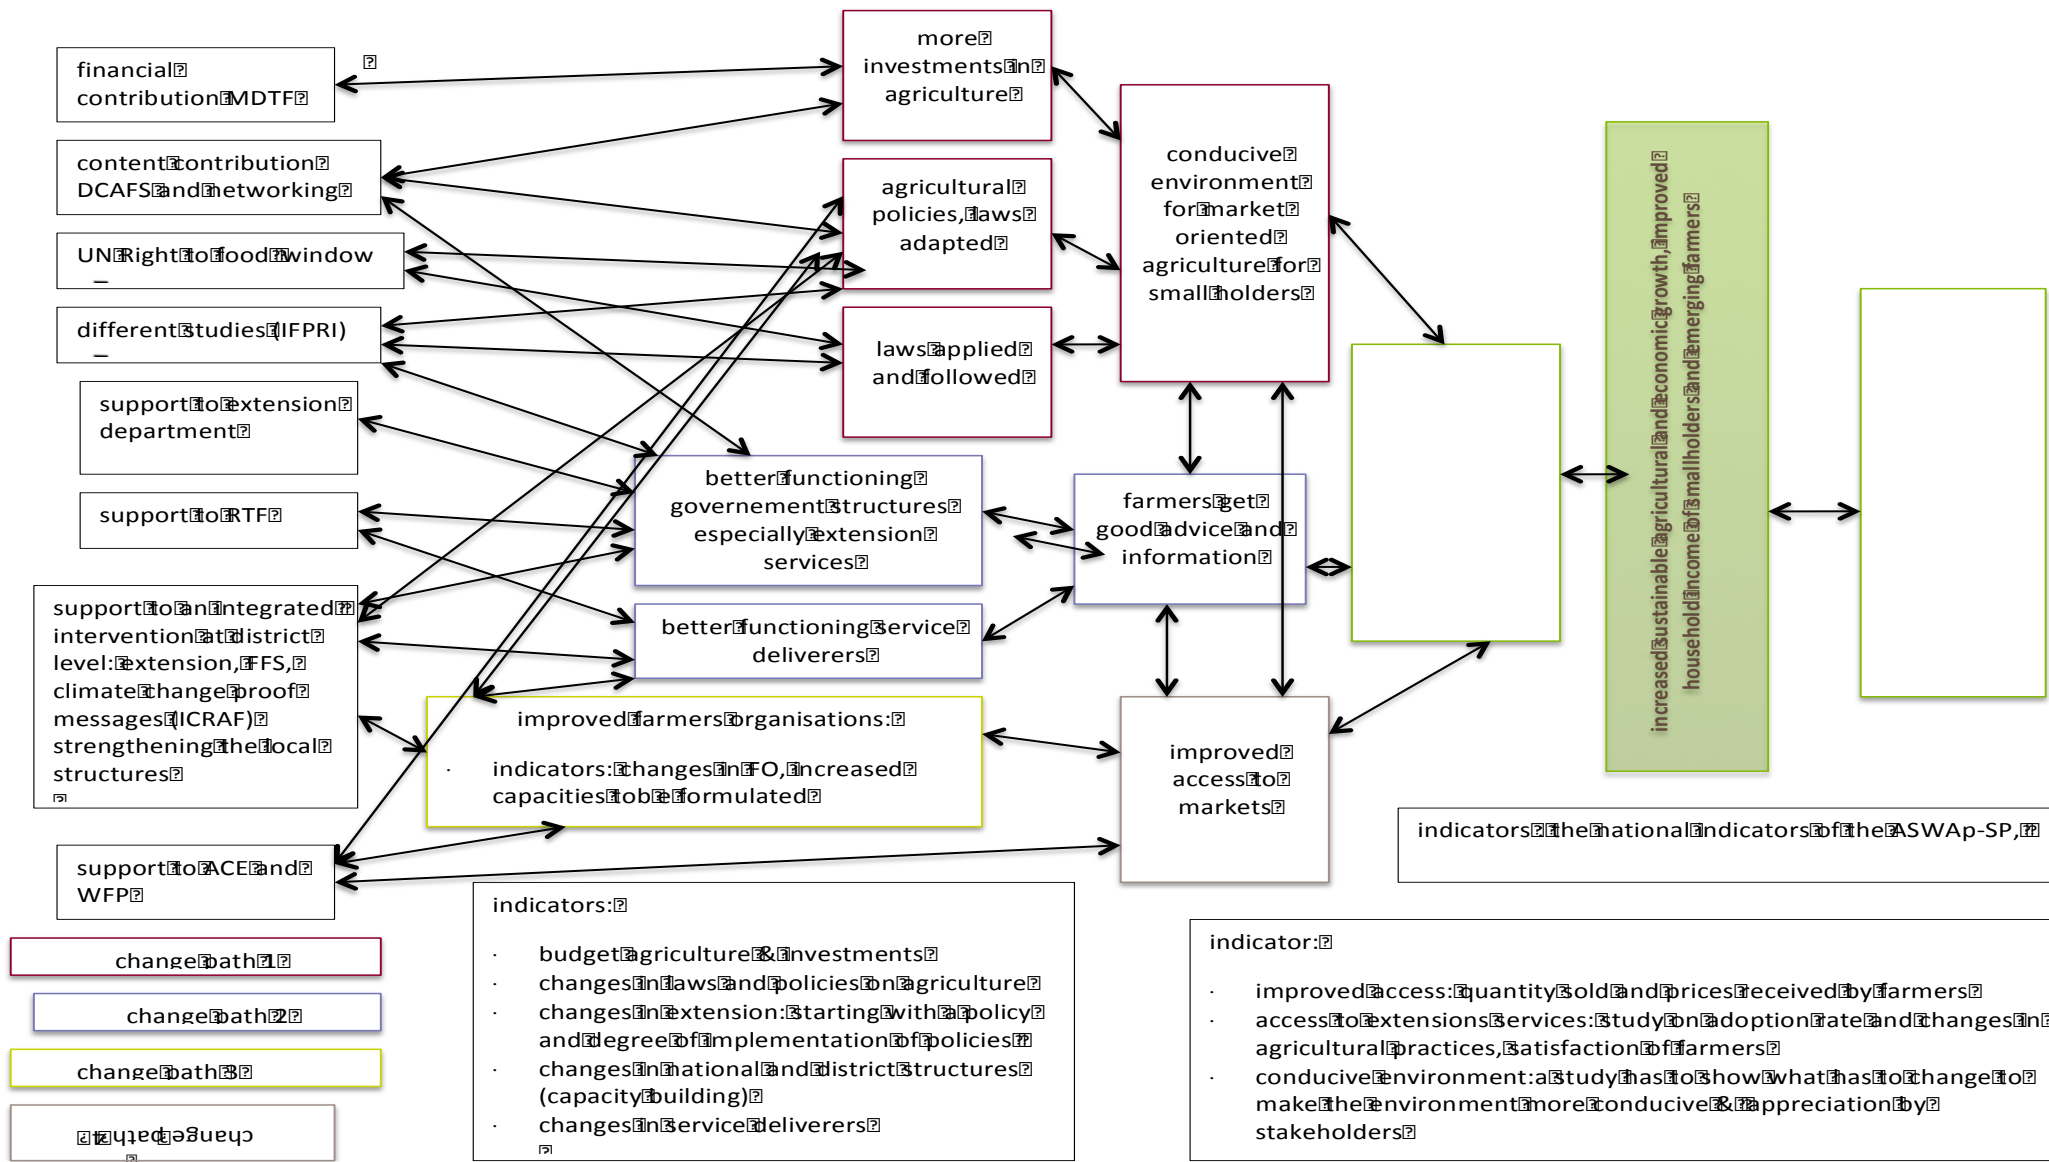 financial
contribution MDTF
content contribution
DCAFS and networking
UN Right to food window
different studies (IFPRI)
support to extension
department
support to RTF
support to an integrated
intervention at district
level: extension, FFS,
climate change proof
messages (ICRAF)
strengthening the local
structures
support to ACE and
WFP
more
investments in
agriculture
agricultural
policies, laws
adapted
laws applied
and followed
better functioning
governement structures
especially extension
services
better functioning service
deliverers
improved farmers organisations:
· indicators: changes in FO, increased
capacities tob e formulated
conducive
environment
for market
oriented
agriculture for
small holders
farmers get
good advice and
information
improved
access to
markets
increased sustainable agricultural and economic growth, improved
household income of smallholders and emerging farmers
indicators the national indicators of the ASWAp-SP,
change path 1
change path 2
change path 3
change path 4
indicators:
· budget agriculture & investments
· changes in laws and policies on agriculture
· changes in extension: starting with a policy
and degree of implementation of policies
· changes in national and district structures
(capacity building)
· changes in service deliverers
indicator:
· improved access: quantity sold and prices received by farmers
· access to extensions services: study on adoption rate and changes in
agricultural practices, satisfaction of farmers
· conducive environment: a study has to show what has to change to
make the environment more conducive & appreciation by
stakeholders